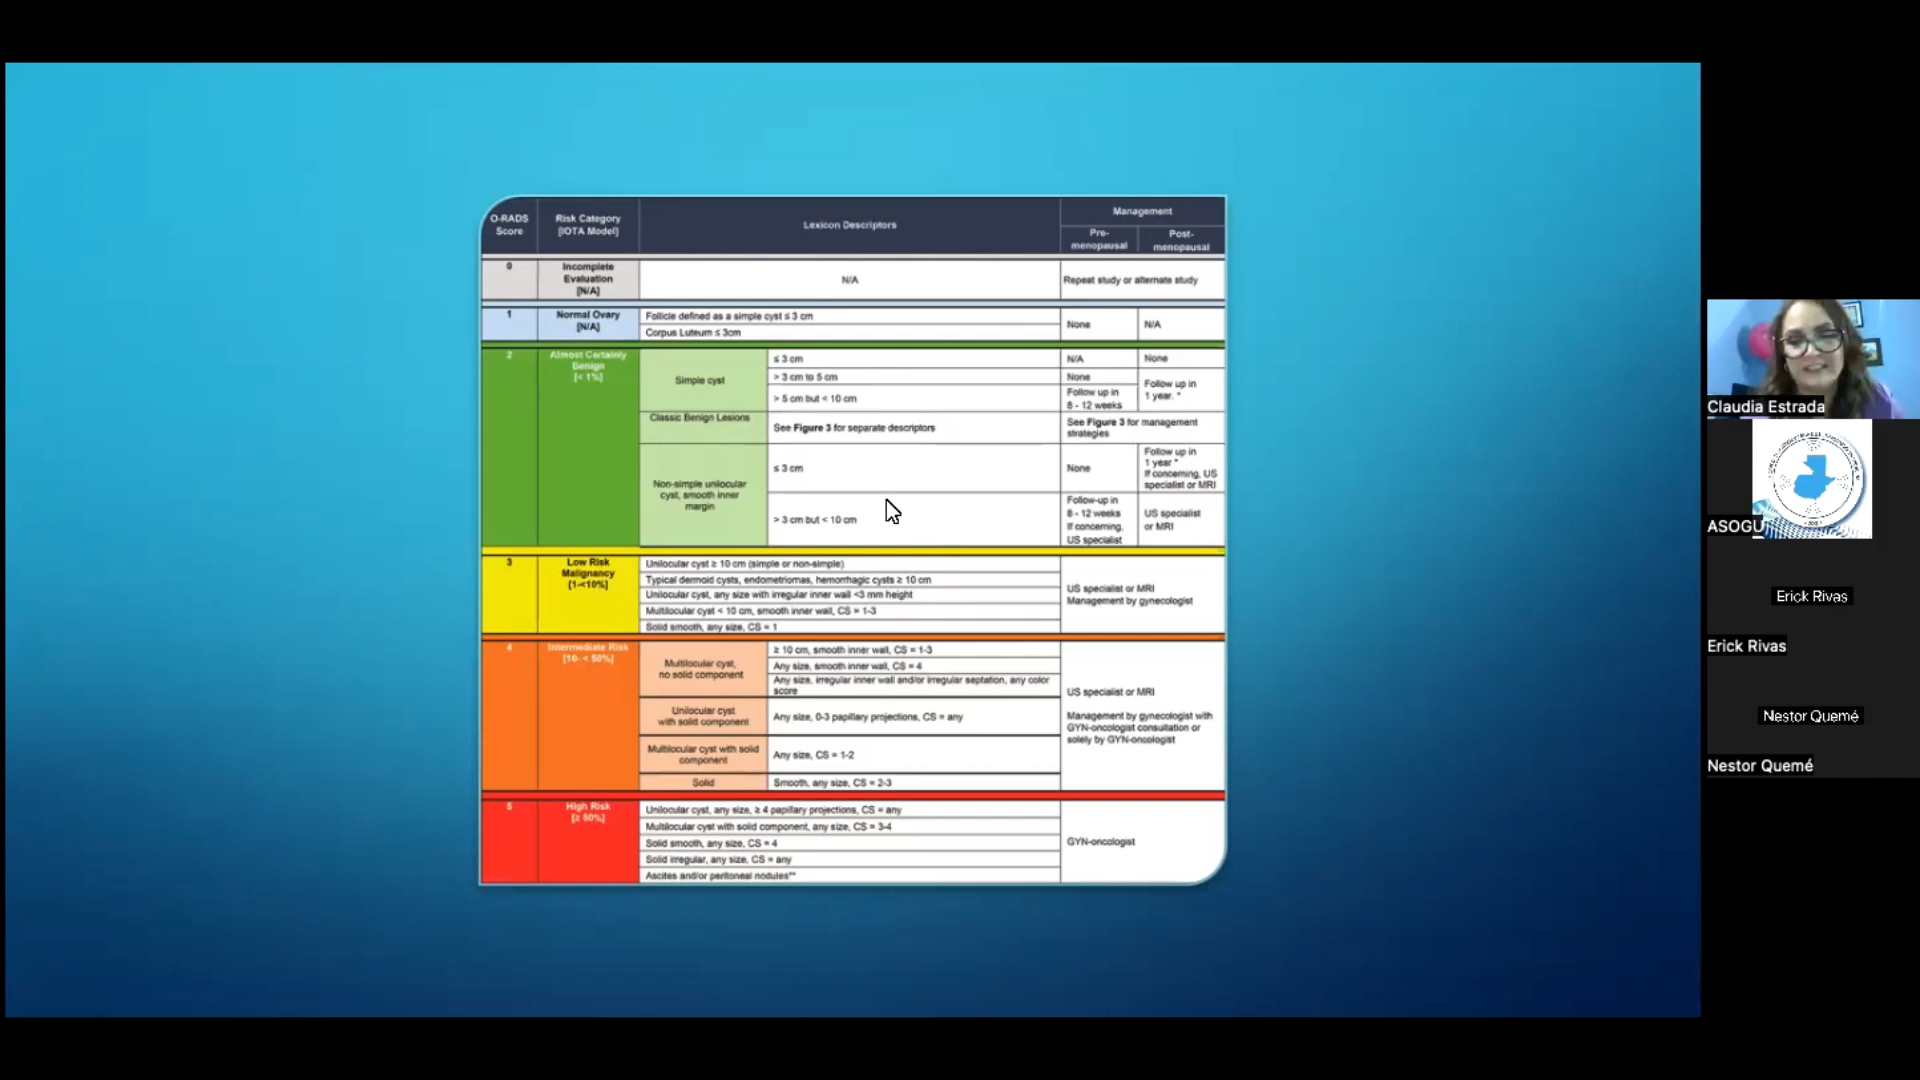 O-RADS
Score
Risk Category
[IOTA Model]
Lexicon Descriptors
Management
Pre-
menopausal
Post-
menopausal
0
Incomplete
Evaluation
[N/A]
N/A
Repeat study or alternate study
1
Normal Ovary
[N/A]
Follicle defined as a simple cyst ≤ 3 cm
Corpus Luteum ≤ 3cm
None
N/A
2
Almost Certainly
Benign
[< 1%]
Simple cyst
≤ 3 cm
N/A
None
> 3 cm to 5 cm
None
Follow up in
1 year. *
> 5 cm but < 10 cm
Follow up in
8 - 12 weeks
Classic Benign Lesions
See Figure 3 for separate descriptors
See Figure 3 for management
strategies
Non-simple unilocular
cyst, smooth inner
margin
≤ 3 cm
None
Follow up in
1 year *
If concerning, US
specialist or MRI
> 3 cm but < 10 cm
Follow-up in
8 - 12 weeks
If concerning,
US specialist
US specialist
or MRI
3
Low Risk
Malignancy
[1-<10%]
Unilocular cyst ≥ 10 cm (simple or non-simple)
Typical dermoid cysts, endometriomas, hemorrhagic cysts ≥ 10 cm
Unilocular cyst, any size with irregular inner wall <3 mm height
Multilocular cyst < 10 cm, smooth inner wall, CS = 1-3
Solid smooth, any size, CS = 1
US specialist or MRI
Management by gynecologist
4
Intermediate Risk
[10- < 50%]
Multilocular cyst,
no solid component
≥ 10 cm, smooth inner wall, CS = 1-3
Any size, smooth inner wall, CS = 4
Any size, irregular inner wall and/or irregular septation, any color
score
Unilocular cyst
with solid component
Any size, 0-3 papillary projections, CS = any
Multilocular cyst with solid
component
Any size, CS = 1-2
Solid
Smooth, any size, CS = 2-3
US specialist or MRI
Management by gynecologist with
GYN-oncologist consultation or
solely by GYN-oncologist
5
High Risk
[≥ 50%]
Unilocular cyst, any size, ≥ 4 papillary projections, CS = any
Multilocular cyst with solid component, any size, CS = 3-4
Solid smooth, any size, CS = 4
Solid irregular, any size, CS = any
Ascites and/or peritoneal nodules**
GYN-oncologist
Claudia Estrada
ASOGU
Erick Rivas
Erick Rivas
Nestor Quemé
Nestor Quemé